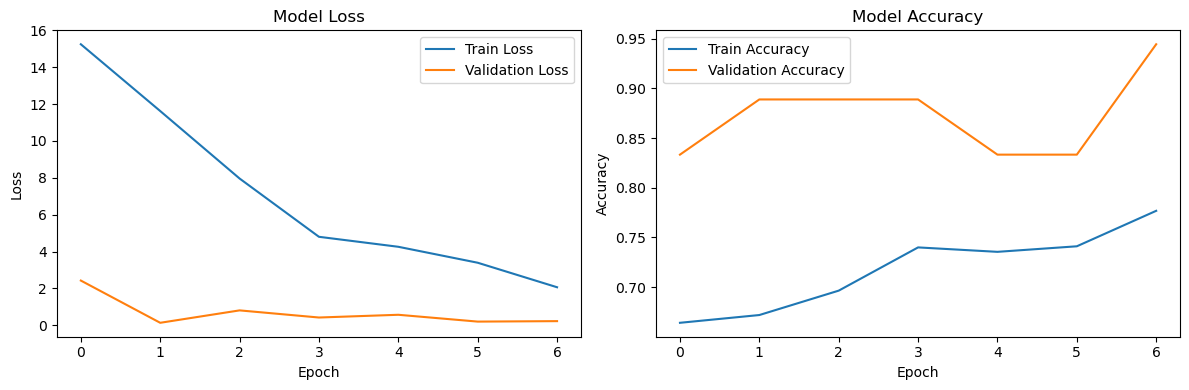 Model Loss
16
14
12
10
8
6
4
2
0
Loss
Train Loss
Validation Loss
0 1 2 3 4 5 6
Epoch
Model Accuracy
0.95
0.90
0.85
0.80
0.75
0.70
Accuracy
Train Accuracy
Validation Accuracy
0 1 2 3 4 5 6
Epoch